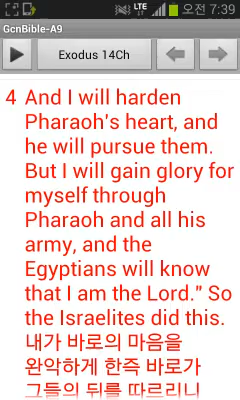 LTE 오전 7:39
GcnBible-A9
Exodus 14Ch
4 And I will harden
Pharaoh's heart, and
he will pursue them.
But I will gain glory for
myself through
Pharaoh and all his
army, and the
Egyptians will know
that I am the Lord." So
the Israelites did this.
내가 바로의 마음을
완악하게 한즉 바로가
그들의 뒤를 따르리니